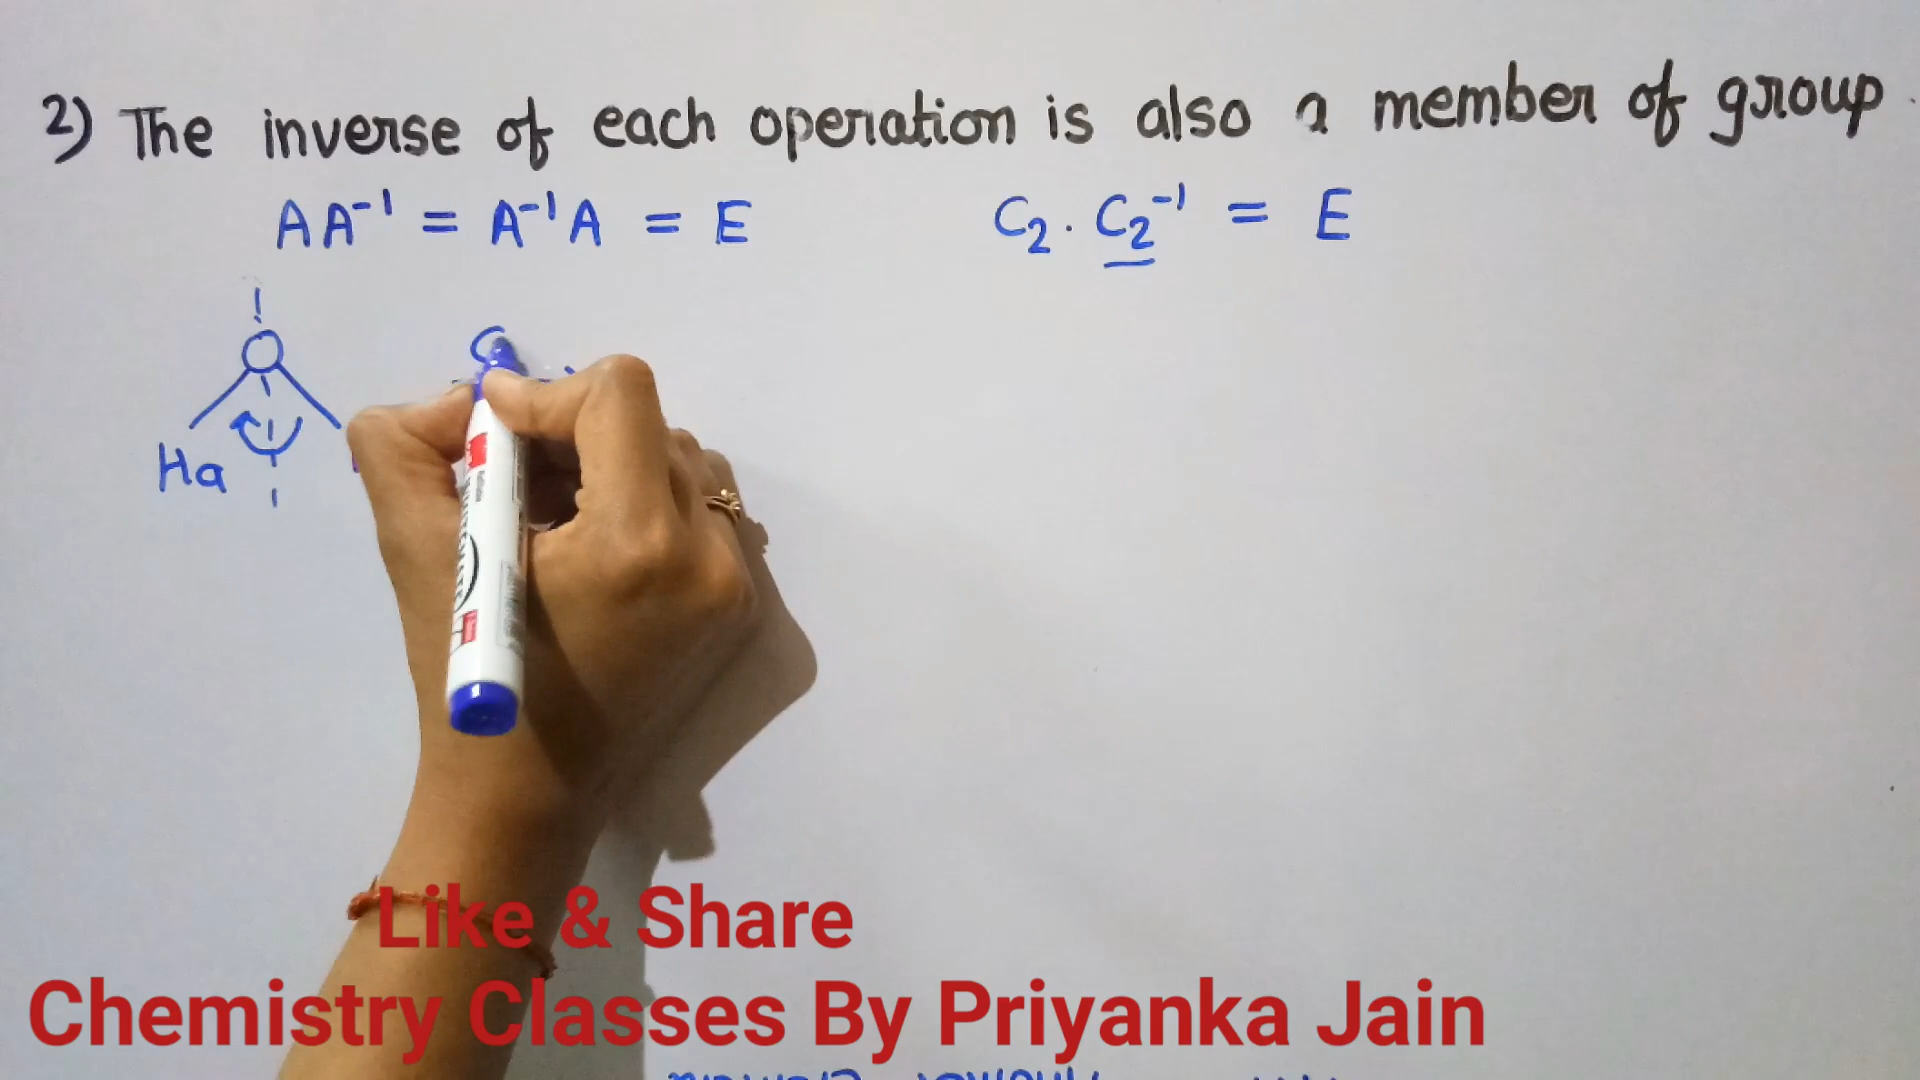 2) The inverse of each operation is also a member of group
AA⁻¹ = A⁻¹A = E
C₂ . C₂⁻¹ = E
Ha
C
Like & Share
Chemistry Classes By Priyanka Jain